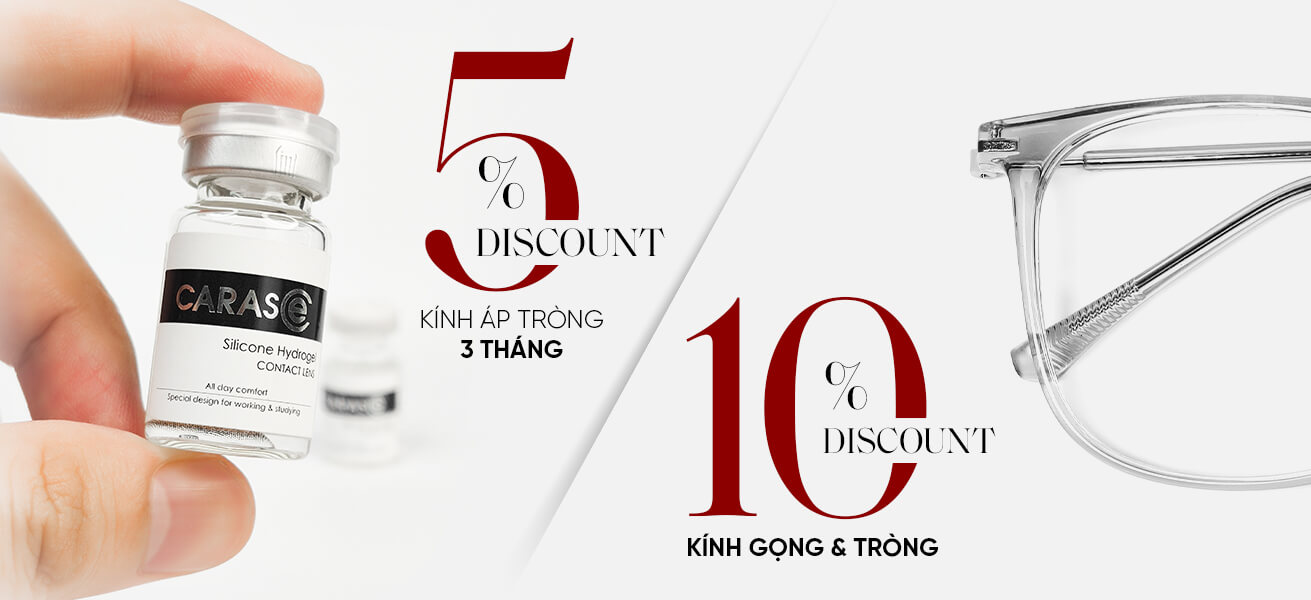 CARAS e
Silicone Hydrogel
CONTACT LENS
All day comfort
Special design for working & studying
5%
DISCOUNT
KÍNH ÁP TRÒNG
3 THÁNG
10%
DISCOUNT
KÍNH GỌNG & TRÒNG